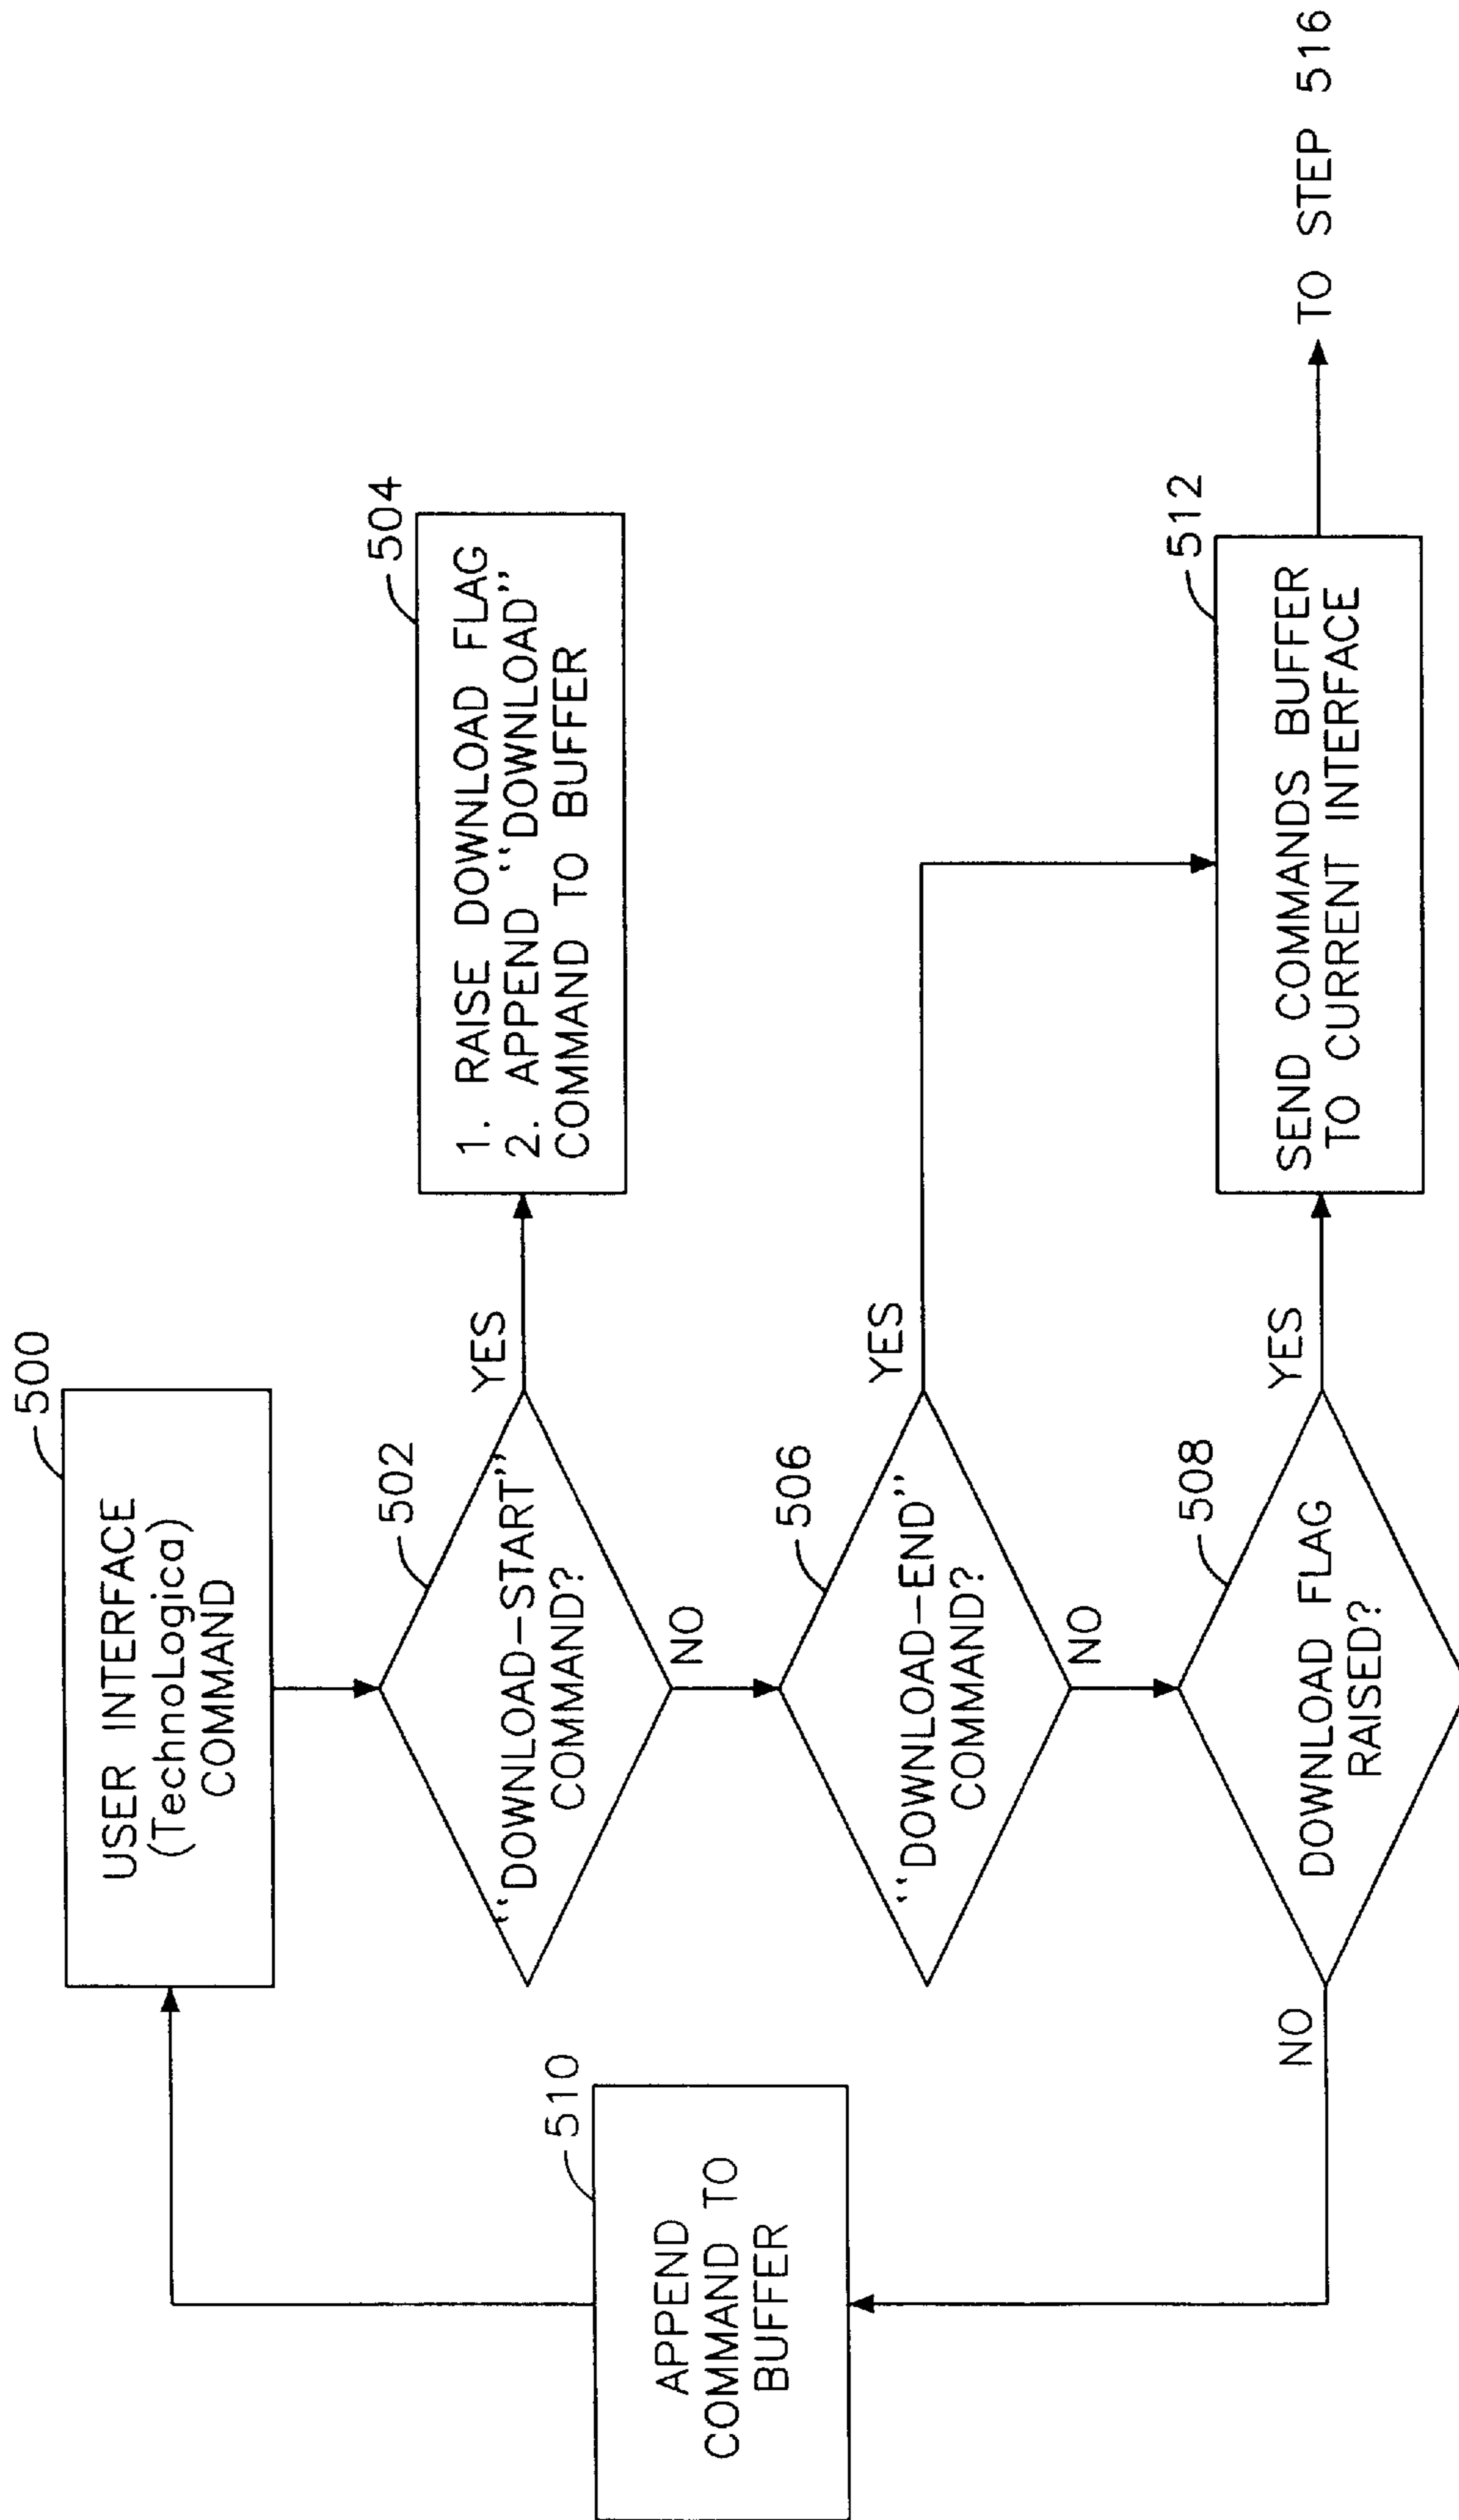 500
USER INTERFACE
(TechnoLogica)
COMMAND
502
"DOWNLOAD-START"
COMMAND?
YES
504
1. RAISE DOWNLOAD FLAG
2. APPEND "DOWNLOAD"
COMMAND TO BUFFER
NO
506
"DOWNLOAD-END"
COMMAND?
YES
NO
508
DOWNLOAD FLAG
RAISED?
YES
512
SEND COMMANDS BUFFER
TO CURRENT INTERFACE
TO STEP 516
NO
510
APPEND
COMMAND TO
BUFFER